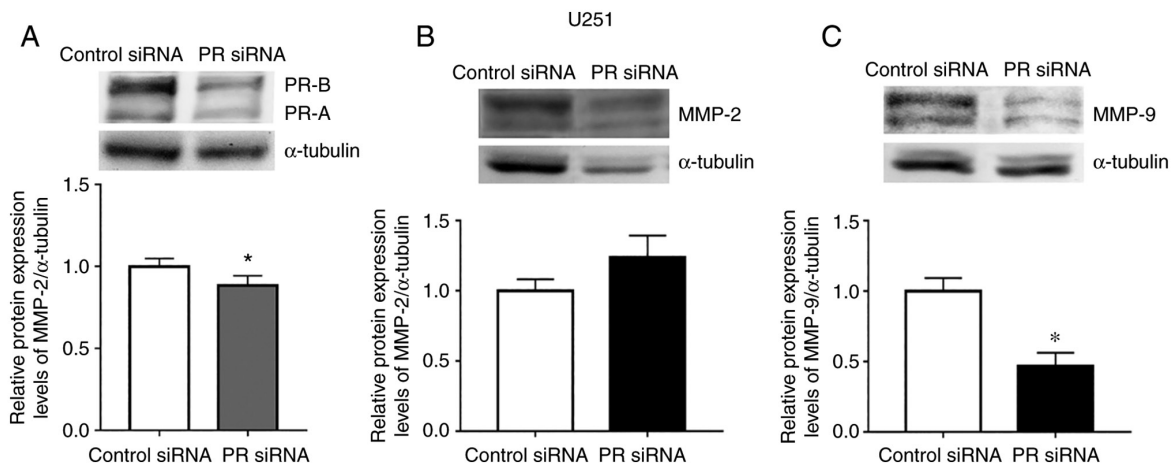 U251
A
Control siRNA PR siRNA
PR-B
PR-A
α-tubulin
Relative protein expression
levels of MMP-2/α-tubulin
1.5
1.0
0.5
0.0
*
Control siRNA PR siRNA
B
Control siRNA PR siRNA
MMP-2
α-tubulin
Relative protein expression
levels of MMP-2/α-tubulin
1.5
1.0
0.5
0.0
Control siRNA PR siRNA
C
Control siRNA PR siRNA
MMP-9
α-tubulin
Relative protein expression
levels of MMP-9/α-tubulin
1.5
1.0
0.5
0.0
*
Control siRNA PR siRNA